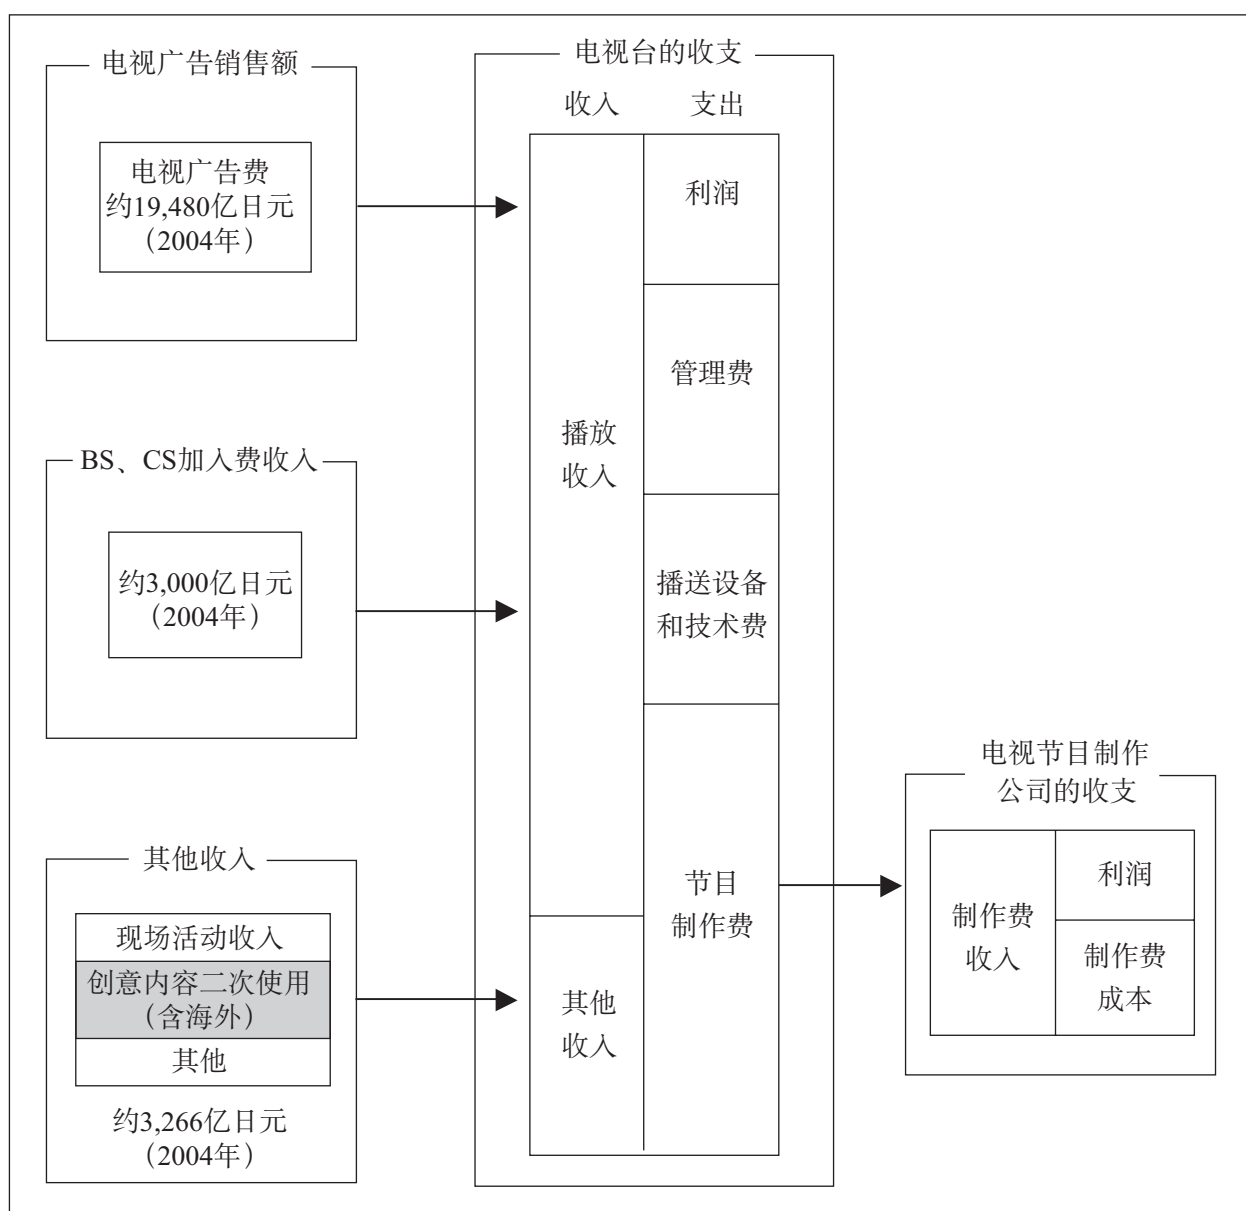 电视广告销售额
电视广告费
约19,480亿日元
（2004年）
BS、CS加入费收入
约3,000亿日元
（2004年）
其他收入
现场活动收入
创意内容二次使用
（含海外）
其他
约3,266亿日元
（2004年）
电视台的收支
收入
支出
播放
收入
其他
收入
利润
管理费
播送设备
和技术费
节目
制作费
电视节目制作
公司的收支
制作费
收入
利润
制作费
成本